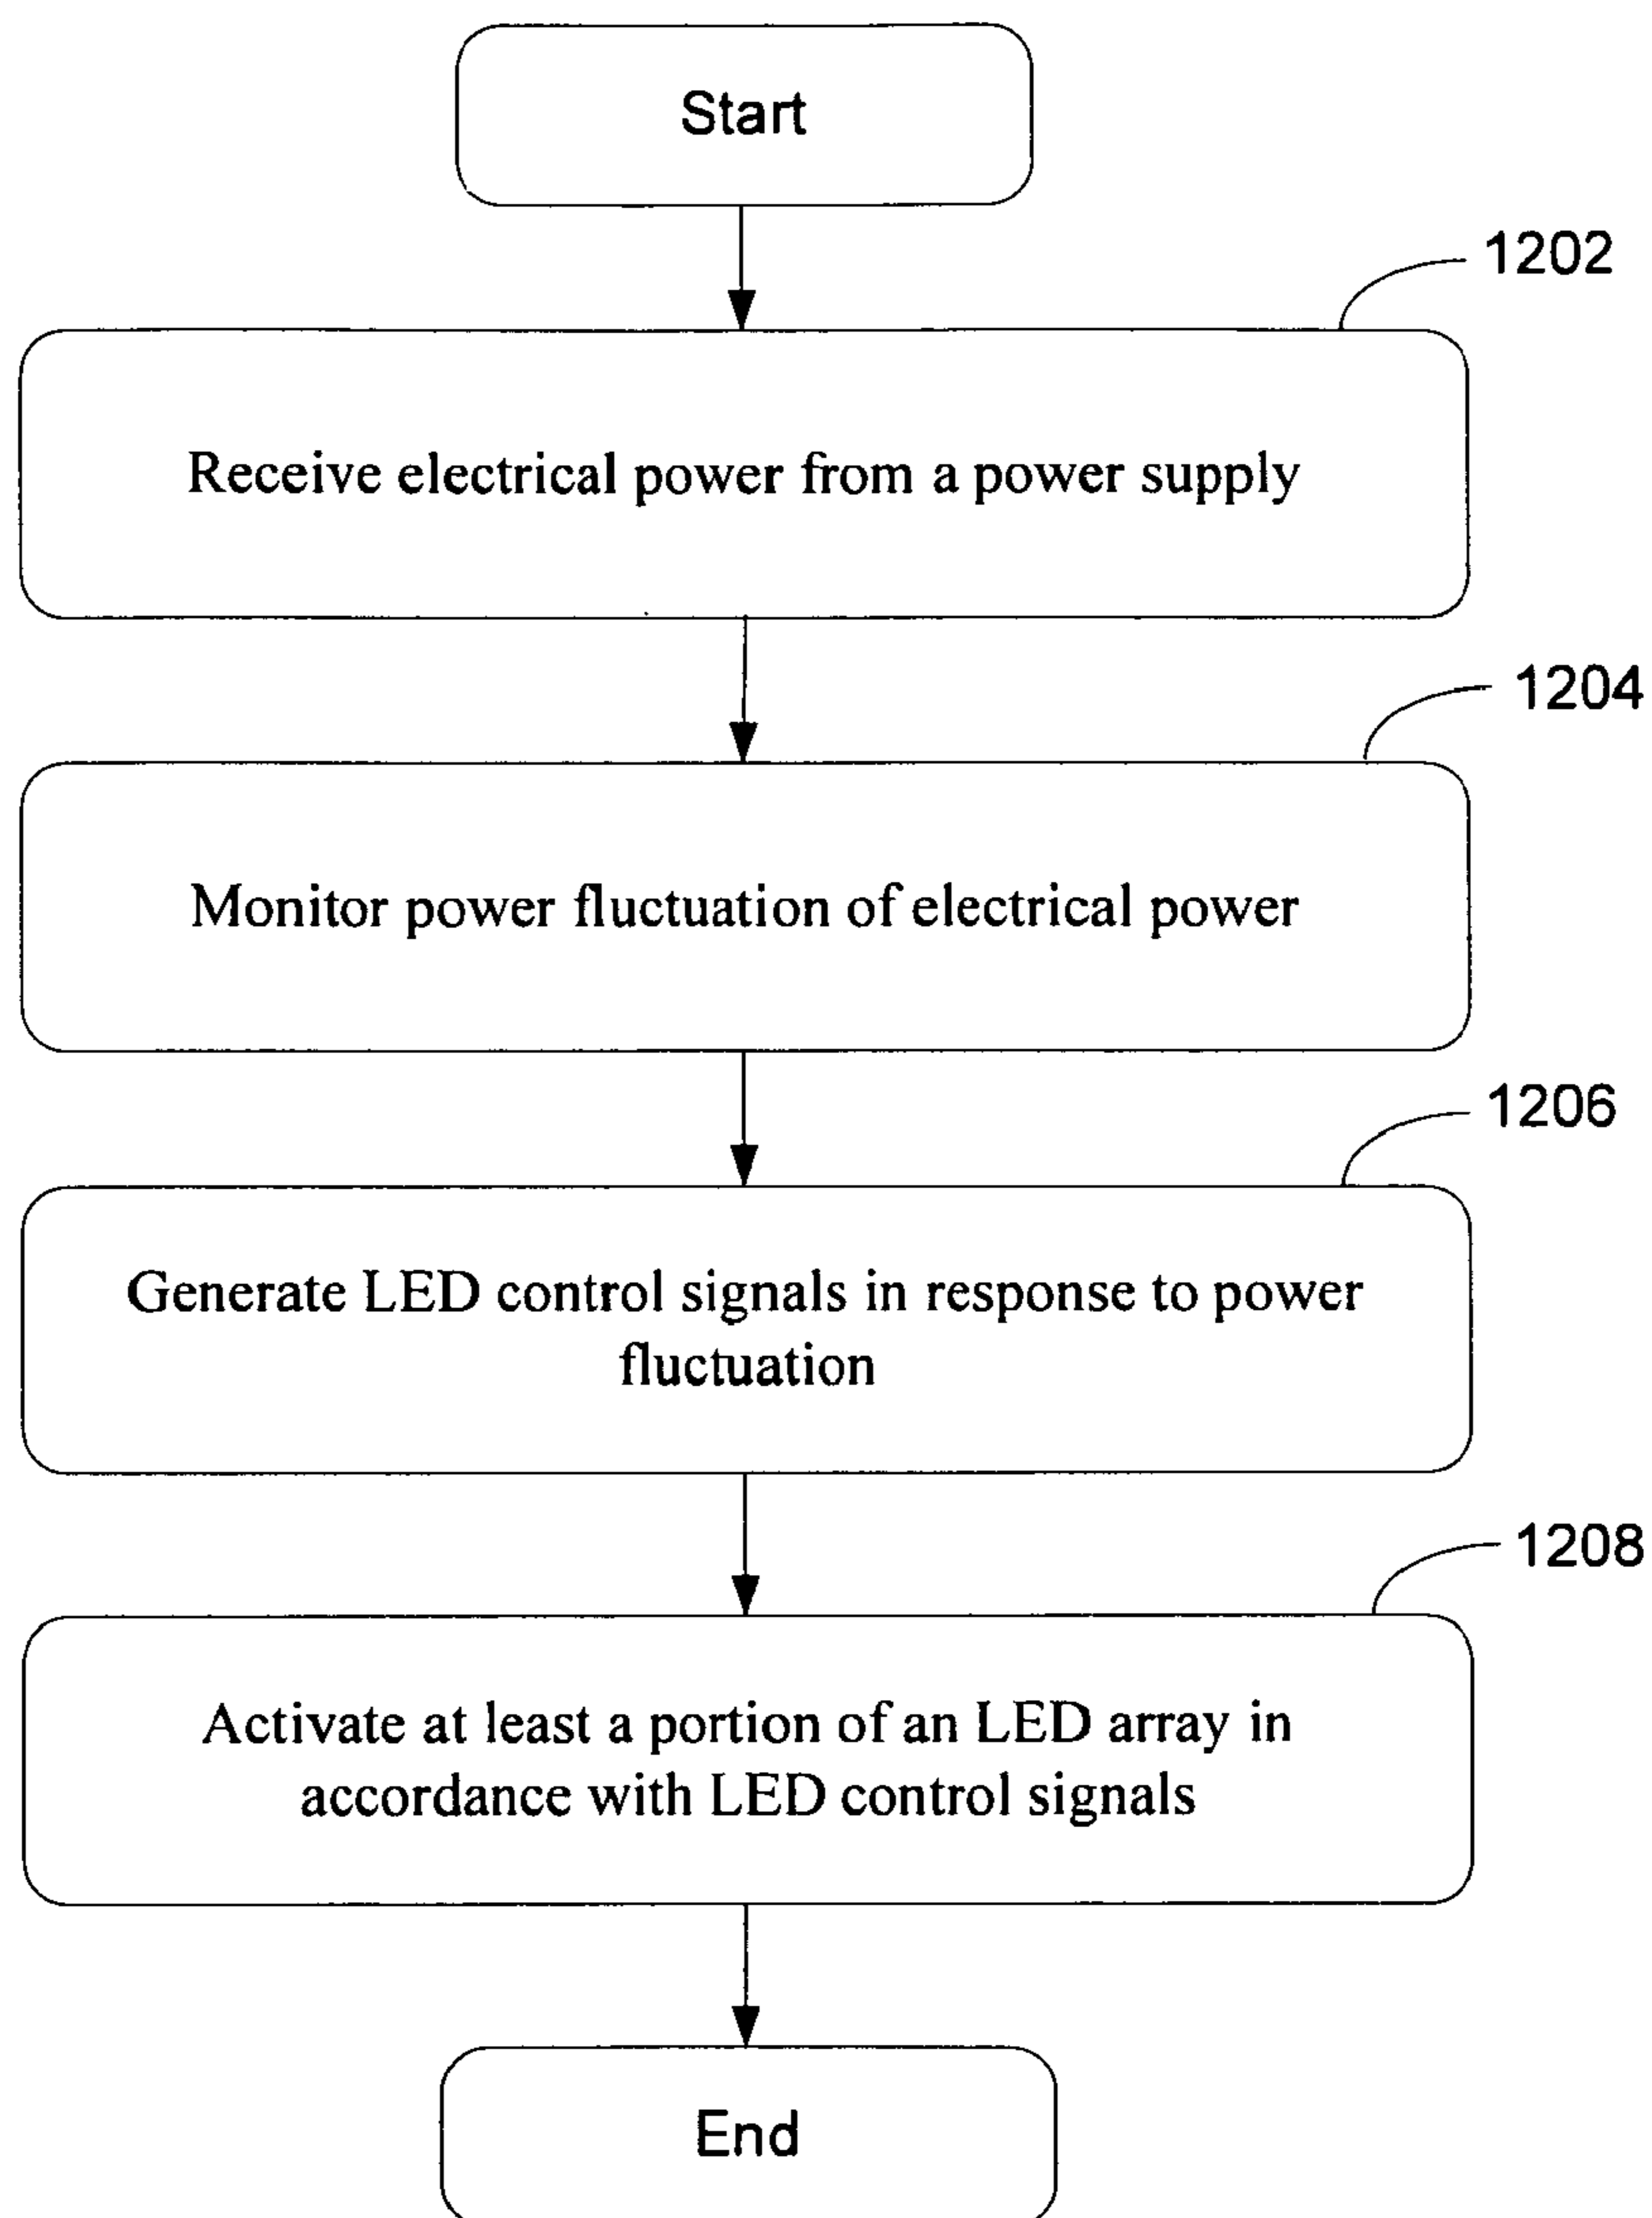 Start
1202
Receive electrical power from a power supply
1204
Monitor power fluctuation of electrical power
1206
Generate LED control signals in response to power
fluctuation
1208
Activate at least a portion of an LED array in
accordance with LED control signals
End